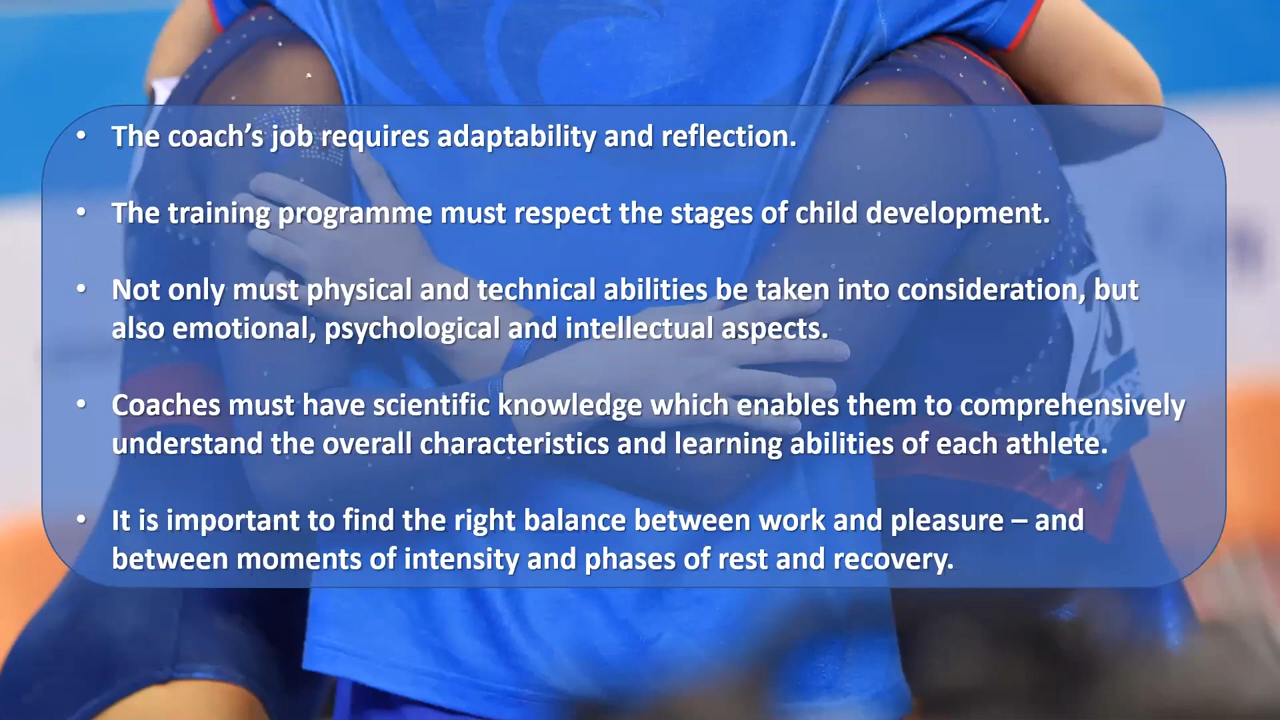 • The coach’s job requires adaptability and reflection.
• The training programme must respect the stages of child development.
• Not only must physical and technical abilities be taken into consideration, but
also emotional, psychological and intellectual aspects.
• Coaches must have scientific knowledge which enables them to comprehensively
understand the overall characteristics and learning abilities of each athlete.
• It is important to find the right balance between work and pleasure – and
between moments of intensity and phases of rest and recovery.